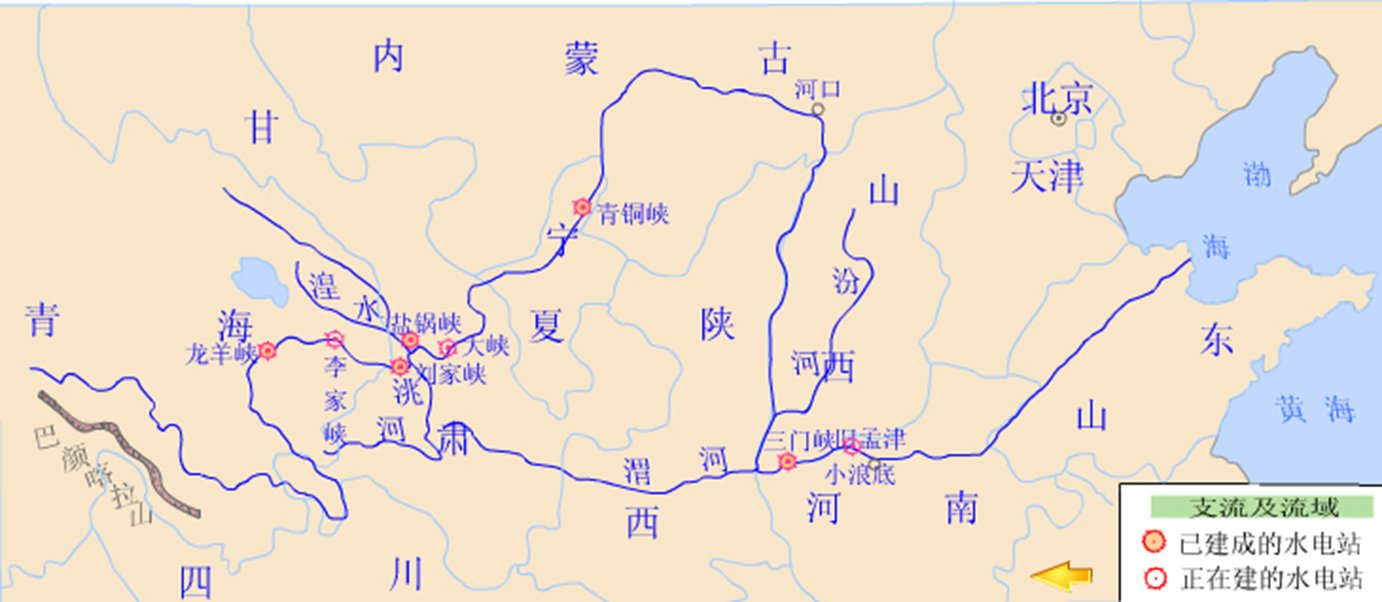 内蒙古
河口
北京
甘
天津
渤海
山西
青铜峡
宁夏
汾河
湟水
青海
盐锅峡
陕西
山东
龙羊峡
大峡
李家峡
刘家峡
洮河
黄海
甘肃
巴颜喀拉山
渭河
三门峡
旧孟津
小浪底
河南
四川
支流及流域
已建成的水电站
正在建的水电站